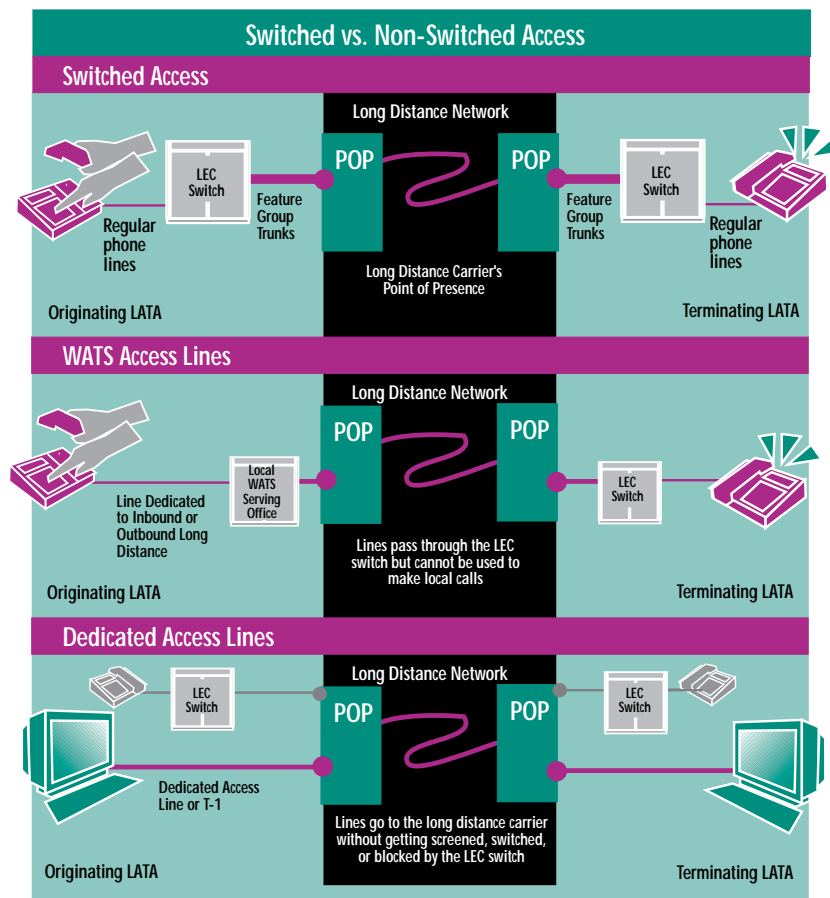 Switched vs. Non-Switched Access
Switched Access
Long Distance Network
POP
POP
LEC
Switch
LEC
Switch
Feature
Group
Trunks
Feature
Group
Trunks
Regular
phone
lines
Regular
phone
lines
Long Distance Carrier's
Point of Presence
Originating LATA
Terminating LATA
WATS Access Lines
Long Distance Network
POP
POP
Local
WATS
Serving
Office
LEC
Switch
Line Dedicated
to Inbound or
Outbound Long
Distance
Lines pass through the LEC
switch but cannot be used to
make local calls
Originating LATA
Terminating LATA
Dedicated Access Lines
Long Distance Network
LEC
Switch
POP
POP
LEC
Switch
Dedicated Access
Line or T-1
Lines go to the long distance carrier
without getting screened, switched,
or blocked by the LEC switch
Originating LATA
Terminating LATA